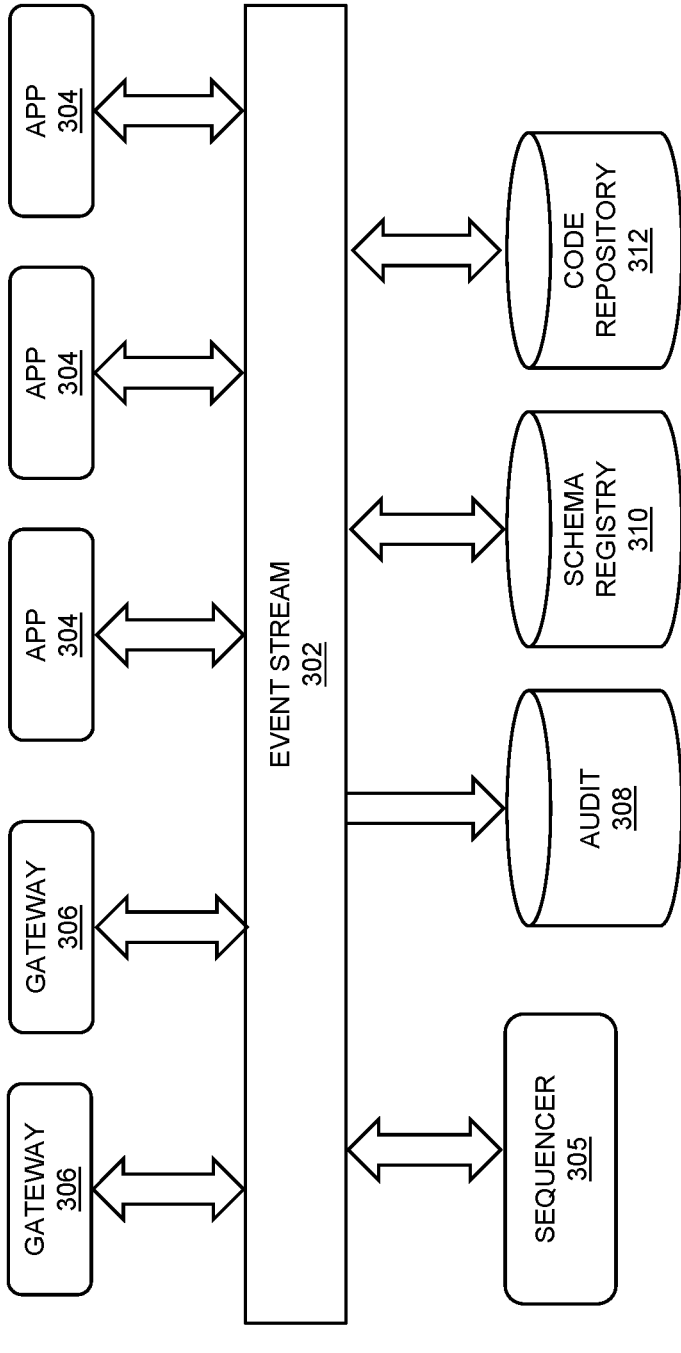 GATEWAY
306
GATEWAY
306
APP
304
APP
304
APP
304
EVENT STREAM
302
SEQUENCER
305
AUDIT
308
SCHEMA
REGISTRY
310
CODE
REPOSITORY
312